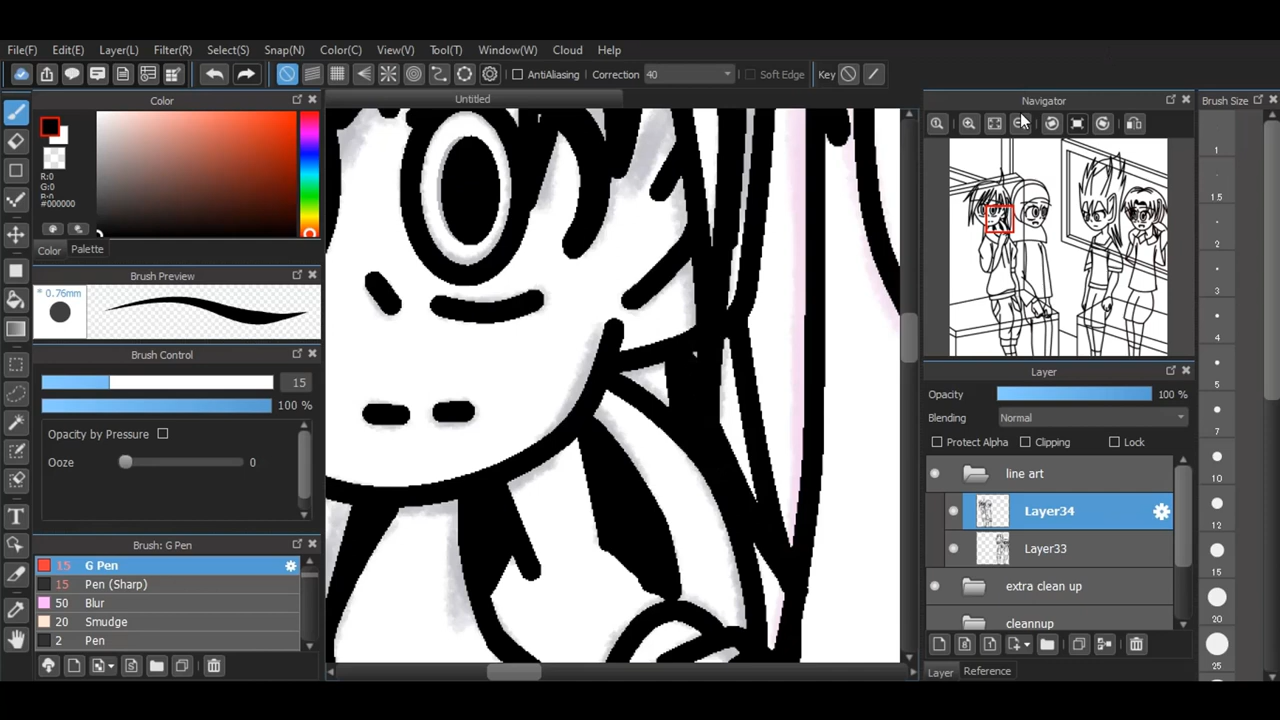 File(F) Edit(E) Layer(L) Filter(R) Select(S) Snap(N) Color(C) View(V) Tool(T) Window(W) Cloud Help
AntiAliasing Correction 40 Soft Edge Key
Color
Untitled
Navigator
Brush Size
R:0
G:0
B:0
#000000
Color Palette
Brush Preview
* 0.76mm
Brush Control
15
100 %
Opacity by Pressure
Ooze 0
Brush: G Pen
15 G Pen
15 Pen (Sharp)
50 Blur
20 Smudge
2 Pen
Layer
Opacity 100 %
Blending Normal
Protect Alpha Clipping Lock
line art
Layer34
Layer33
extra clean up
cleannup
Layer Reference
1
1.5
2
3
4
5
7
10
12
15
20
25